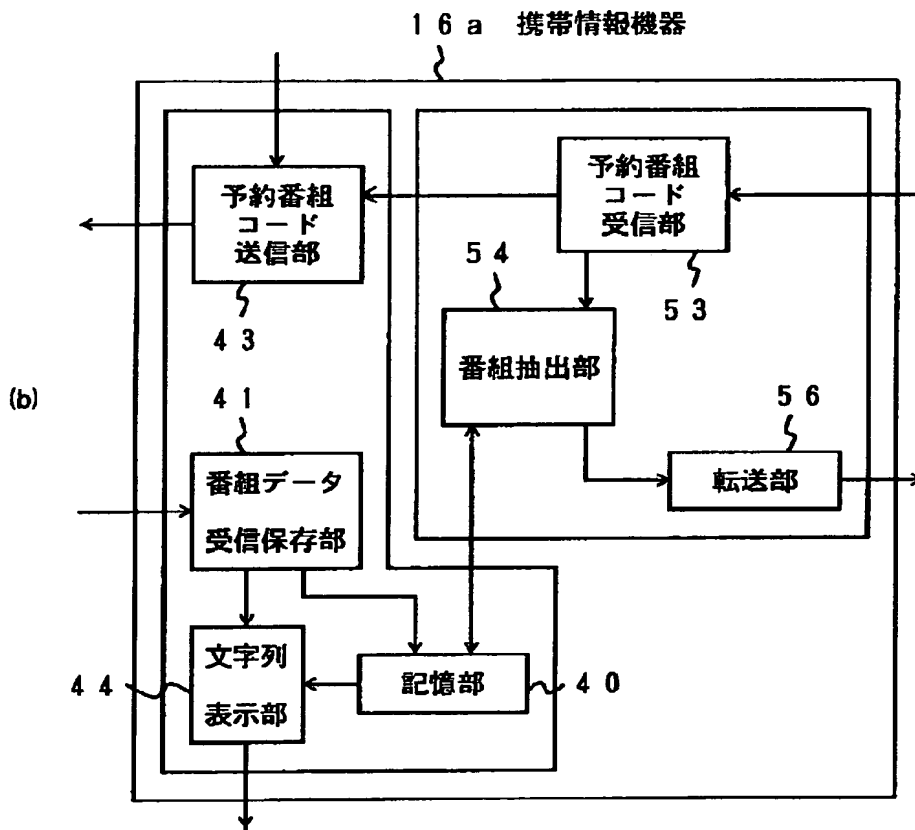 16a 携帯情報機器
予約番組
コード
送信部
43
予約番組
コード
受信部
53
54
番組抽出部
56
転送部
(b)
41
番組データ
受信保存部
文字列
表示部
44
記憶部
40